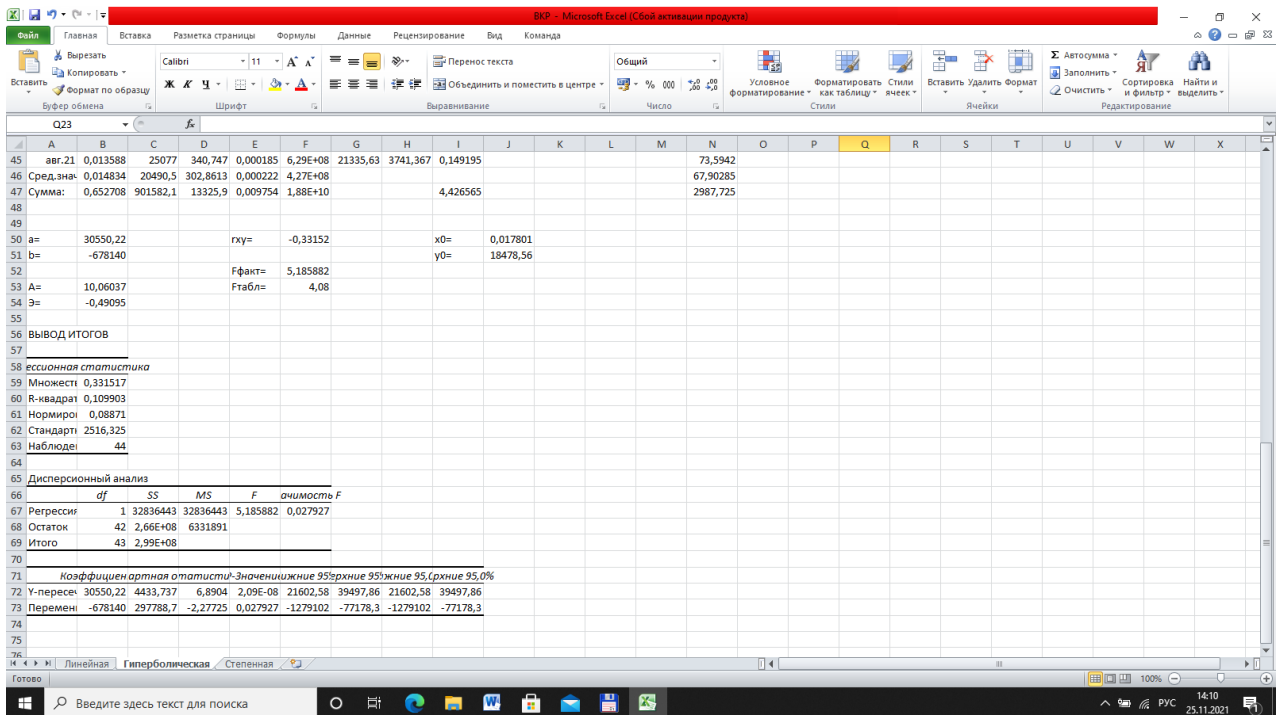 ВКР - Microsoft Excel (Сбой активации продукта)
Файл Главная Вставка Разметка страницы Формулы Данные Рецензирование Вид Команда
Вставить Вырезать Копировать Формат по образцу
Calibri 11 Ж К Ч
Перенос текста Объединить и поместить в центре
Общий % 000
Условное форматирование Форматировать как таблицу Стили ячеек
Вставить Удалить Формат
Автосумма Заполнить Очистить Сортировка и фильтр Найти и выделить
Буфер обмена Шрифт Выравнивание Число Стили Ячейки Редактирование
Q23 fx
A B C D E F G H I J K L M N O P Q R S T U V W X
45 авг.21 0,013588 25077 340,747 0,000185 6,29E+08 21335,63 3741,367 0,149195 73,5942
46 Сред.знач 0,014834 20490,5 302,8613 0,000222 4,27E+08 67,90285
47 Сумма: 0,652708 901582,1 13325,9 0,009754 1,88E+10 4,426565 2987,725
48
49
50 a= 30550,22 rxy= -0,33152 x0= 0,017801
51 b= -678140 y0= 18478,56
52 Fфакт= 5,185882
53 A= 10,06037 Fтабл= 4,08
54 Э= -0,49095
55
56 ВЫВОД ИТОГОВ
57
58 ессионная статистика
59 Множесте 0,331517
60 R-квадрат 0,109903
61 Нормиро 0,08871
62 Стандарт 2516,325
63 Наблюде 44
64
65 Дисперсионный анализ
66 df SS MS F ачимость F
67 Регрессия 1 32836443 32836443 5,185882 0,027927
68 Остаток 42 2,66E+08 6331891
69 Итого 43 2,99E+08
70
71 Коэффициен артная о татисти -Значени ижние 95 ерхние 95 жние 95, рхние 95,0%
72 Y-пересеч 30550,22 4433,737 6,8904 2,09E-08 21602,58 39497,86 21602,58 39497,86
73 Перемен -678140 297788,7 -2,27725 0,027927 -1279102 -77178,3 -1279102 -77178,3
74
75
76
Линейная Гиперболическая Степенная
Готово 100%
Введите здесь текст для поиска РУС 14:10
25.11.2021